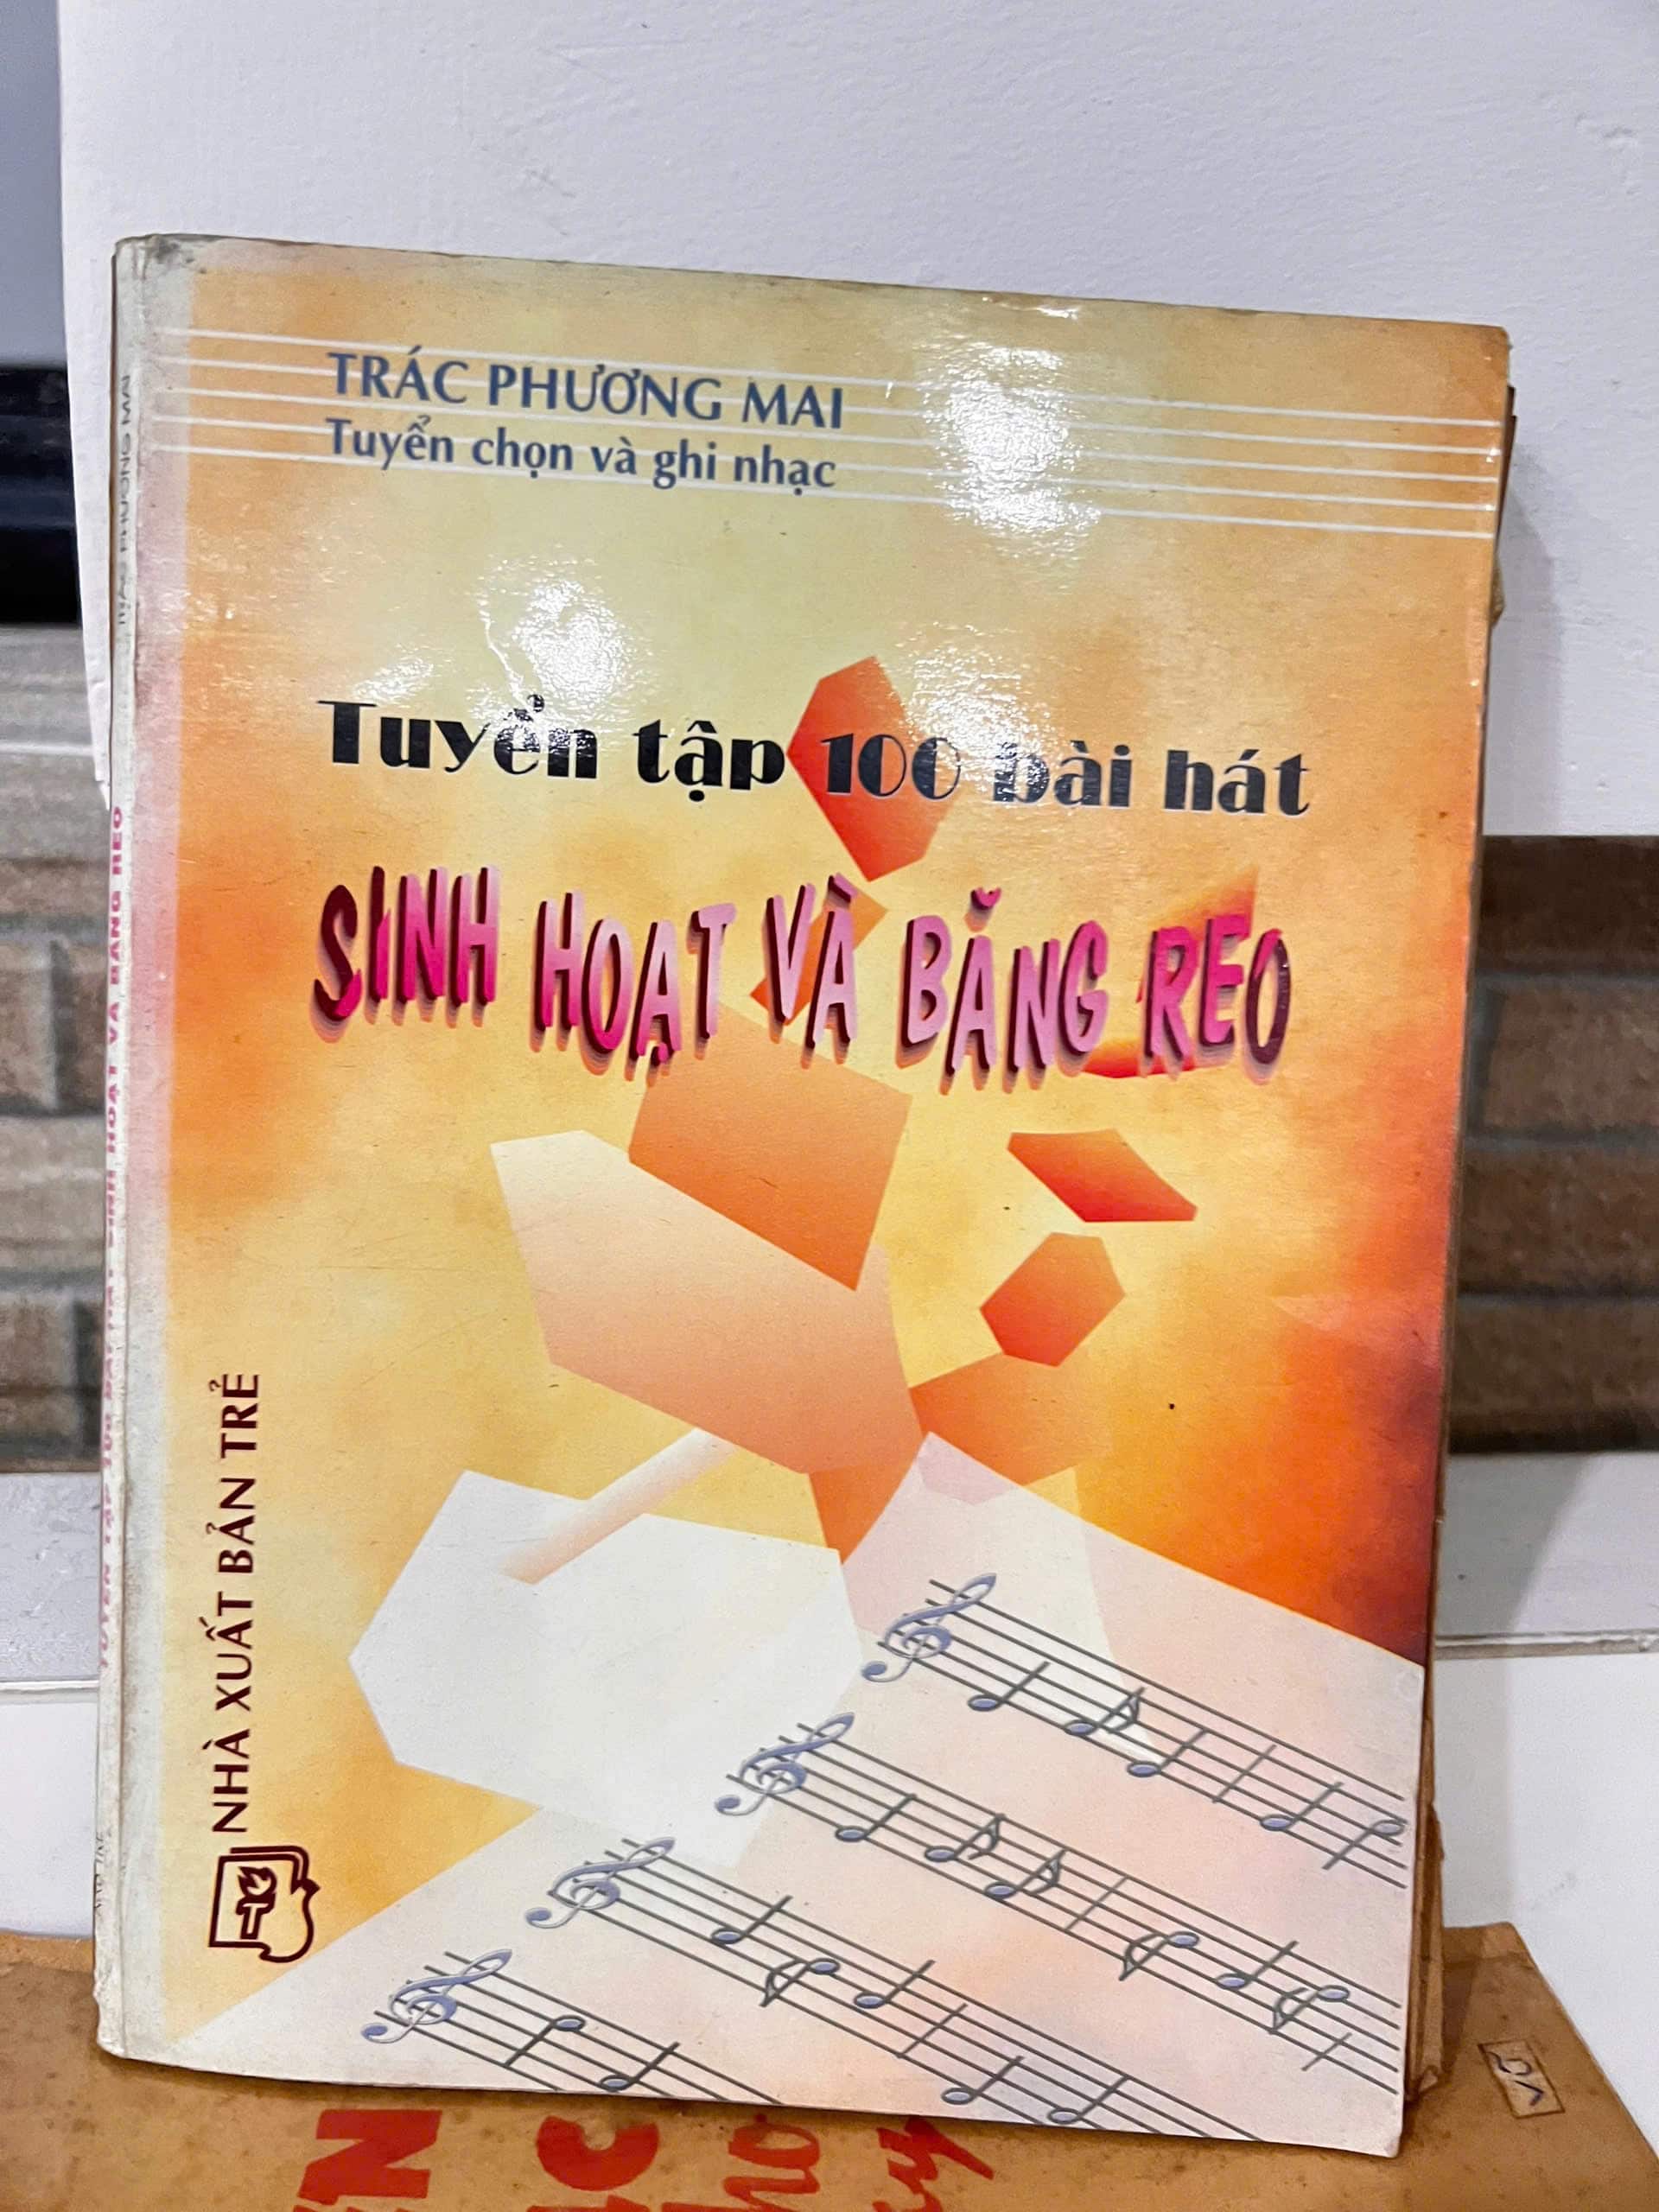 TRÁC PHƯƠNG MAI
Tuyển chọn và ghi nhạc
Tuyển tập 100 bài hát
SINH HOẠT VÀ BĂNG REO
NHÀ XUẤT BẢN TRẺ